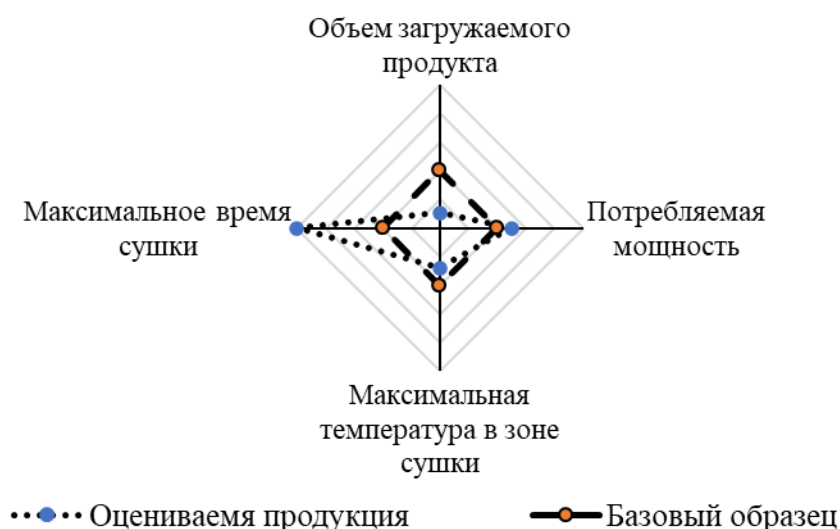 Объем загружаемого
продукта
Максимальное время
сушки
Потребляемая
мощность
Максимальная
температура в зоне
сушки
Оцениваемя продукция
Базовый образец